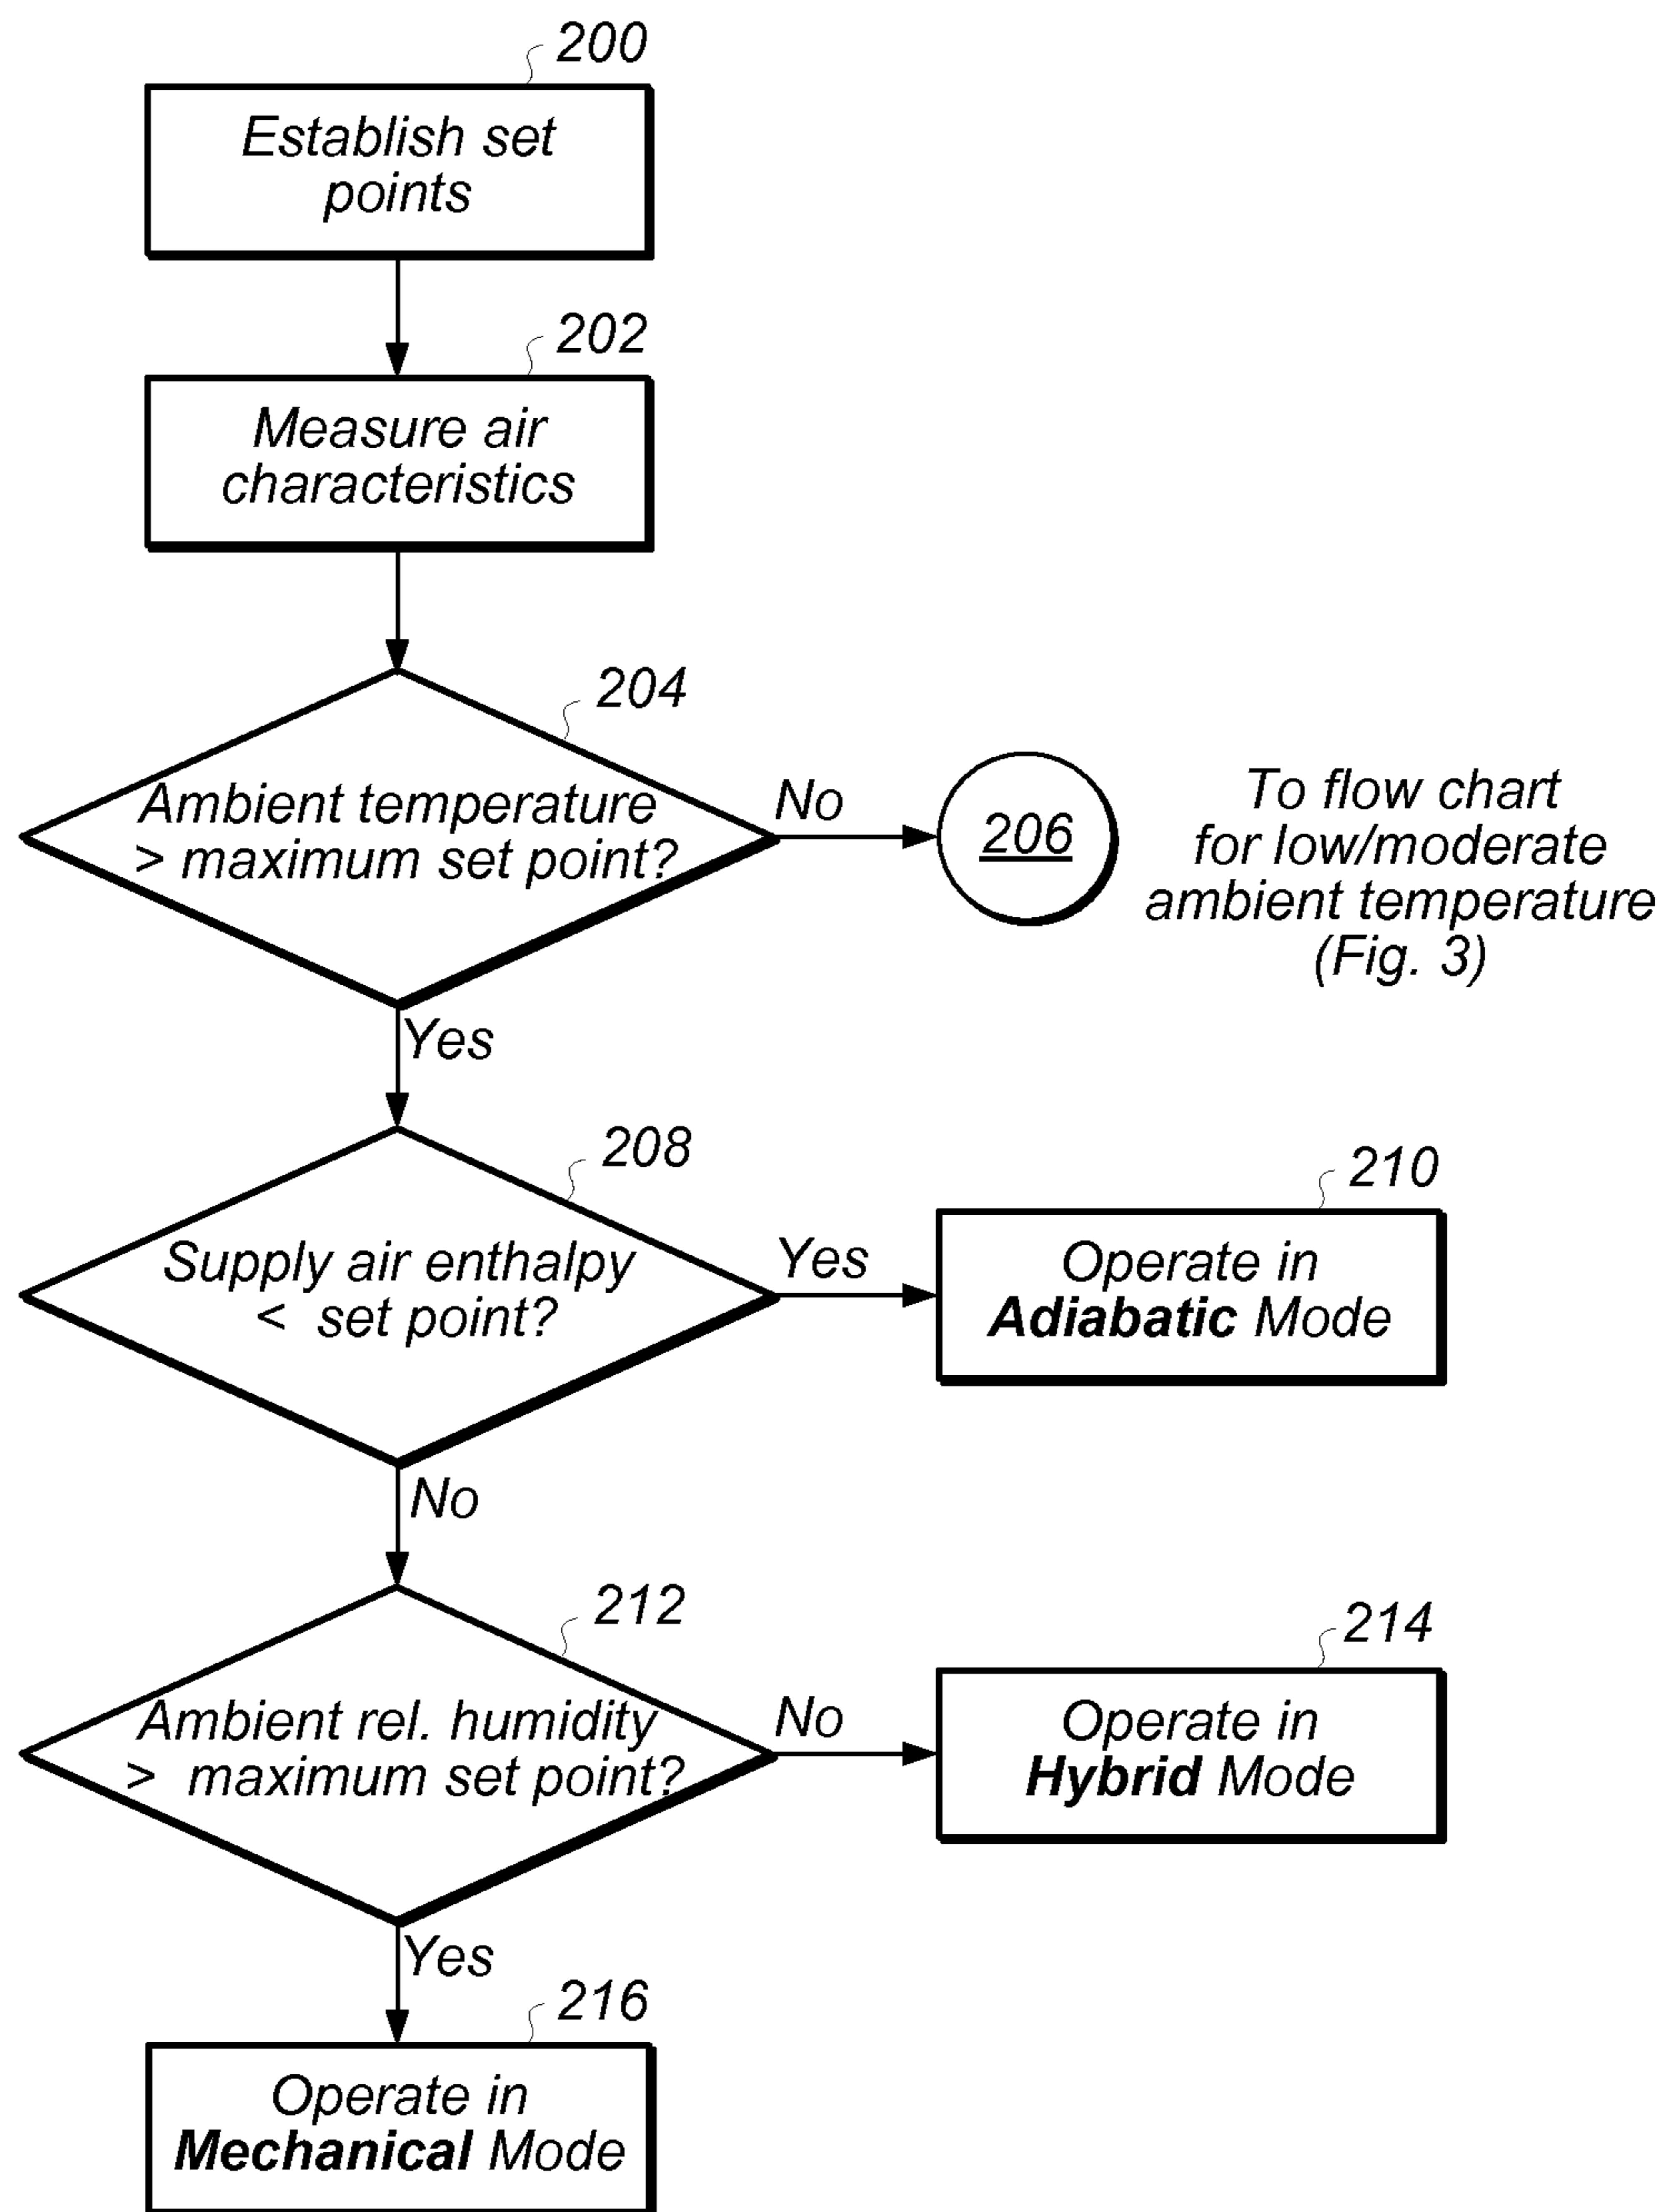 200
Establish set
points
202
Measure air
characteristics
204
Ambient temperature
> maximum set point?
No
206
To flow chart
for low/moderate
ambient temperature
(Fig. 3)
Yes
208
Supply air enthalpy
< set point?
Yes
210
Operate in
Adiabatic Mode
No
212
Ambient rel. humidity
> maximum set point?
No
214
Operate in
Hybrid Mode
Yes
216
Operate in
Mechanical Mode